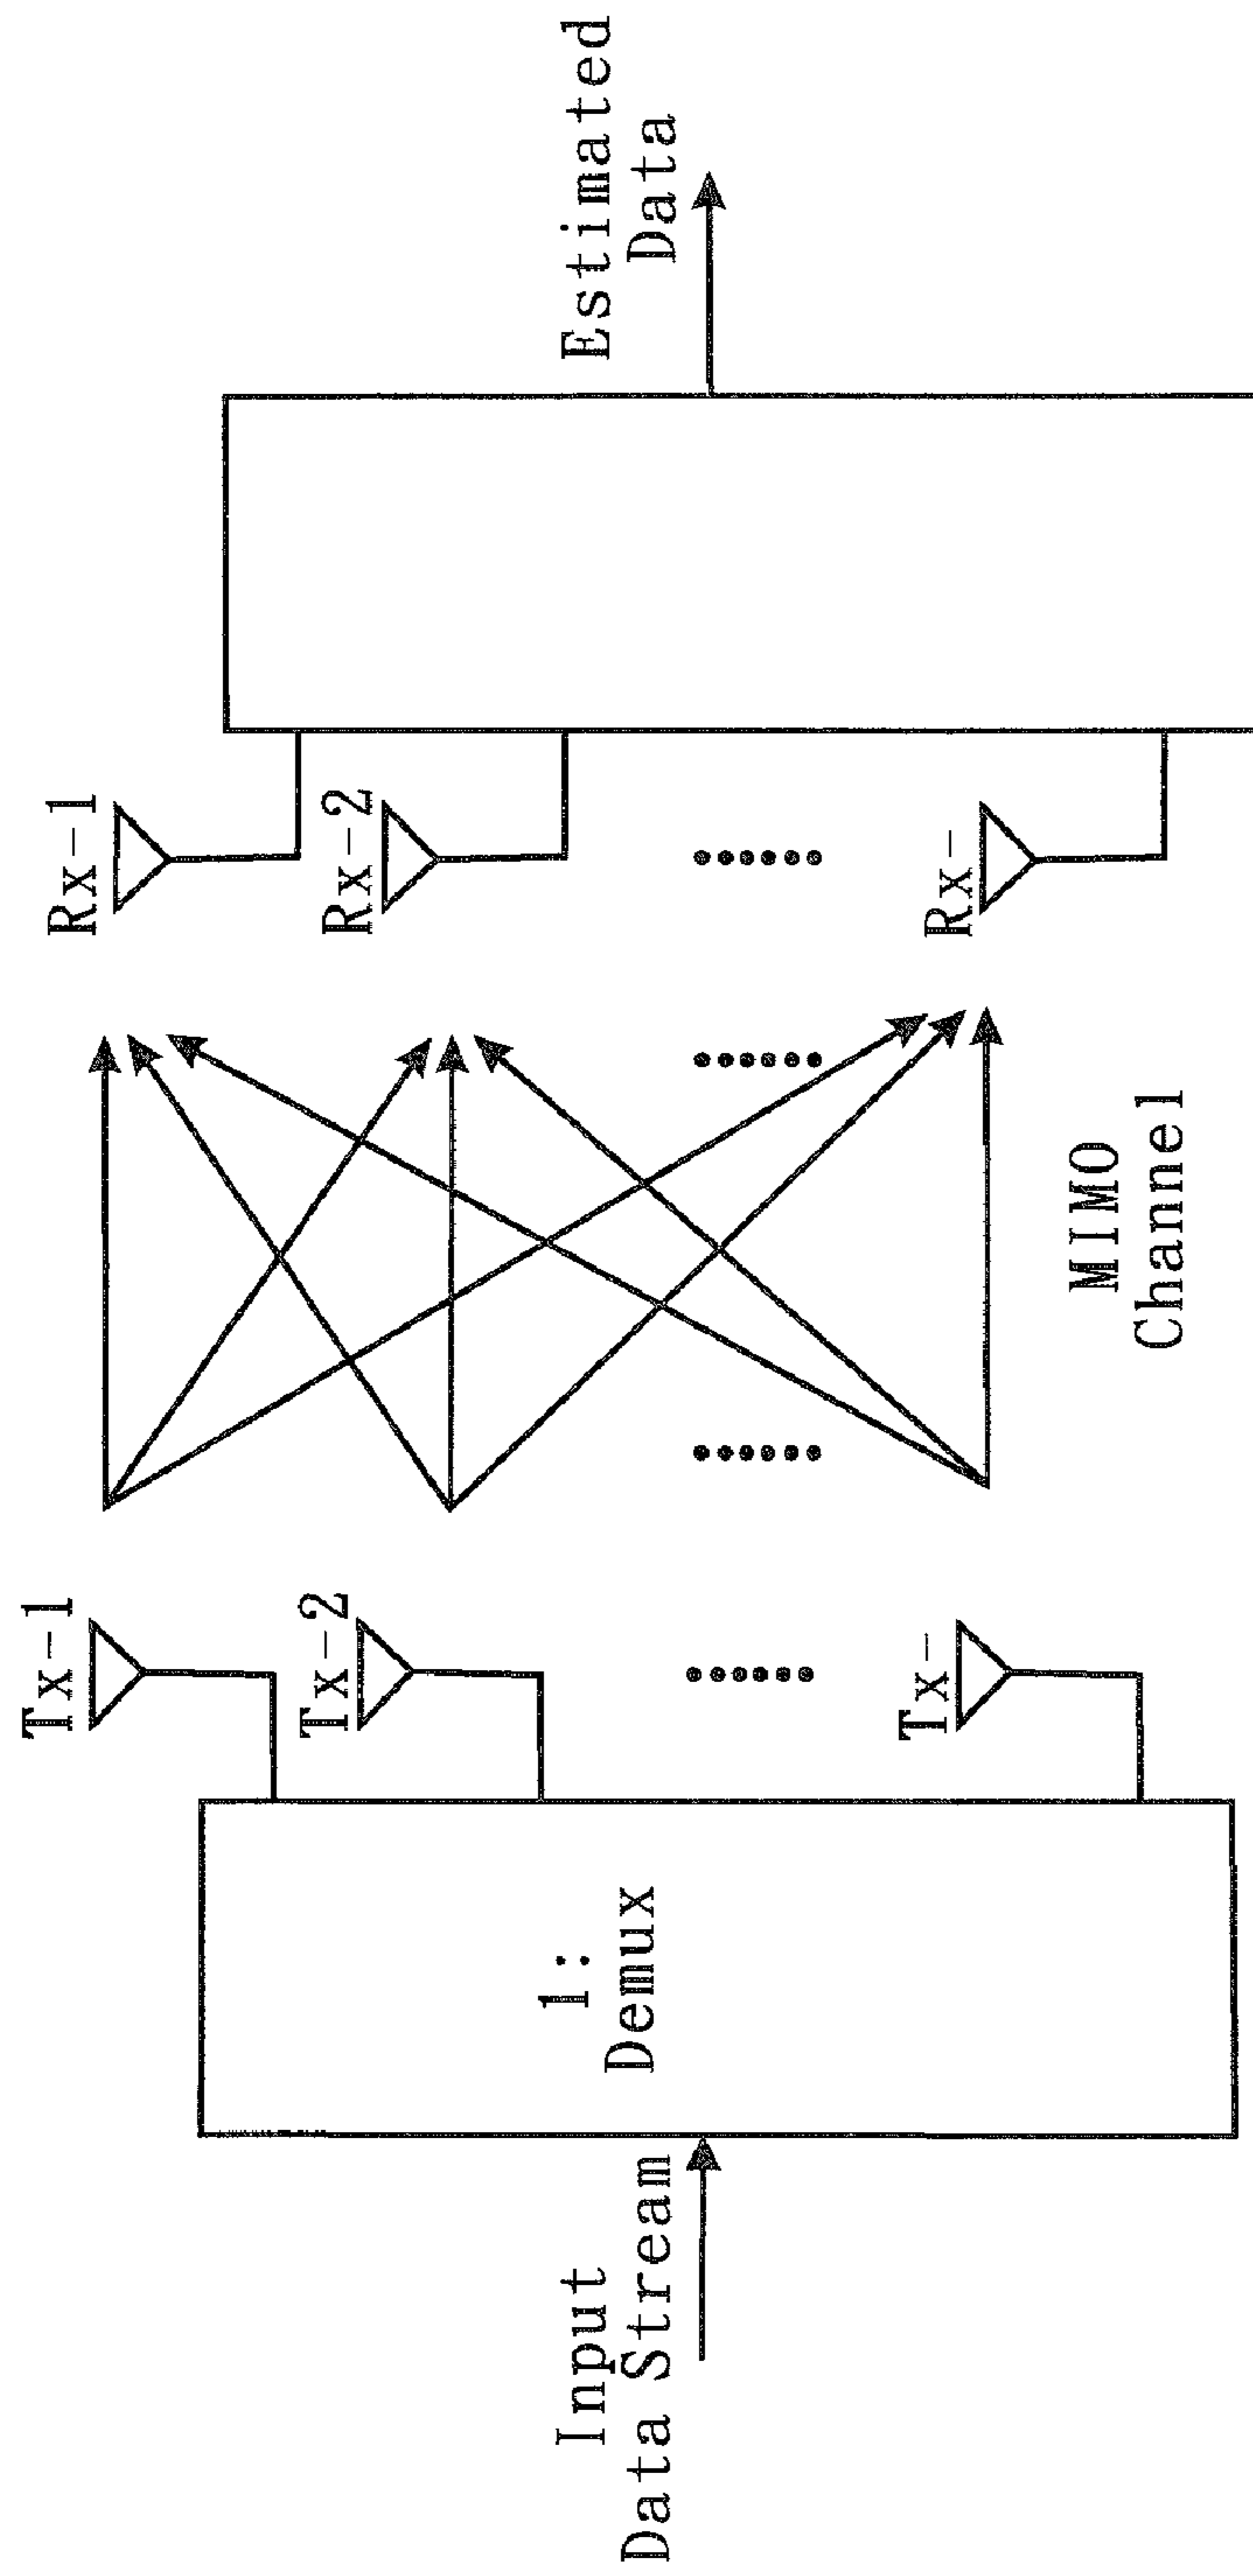 Input
Data Stream
1:
Demux
Tx-1
Tx-2
Tx-
MIMO
Channel
Rx-1
Rx-2
Rx-
Estimated
Data